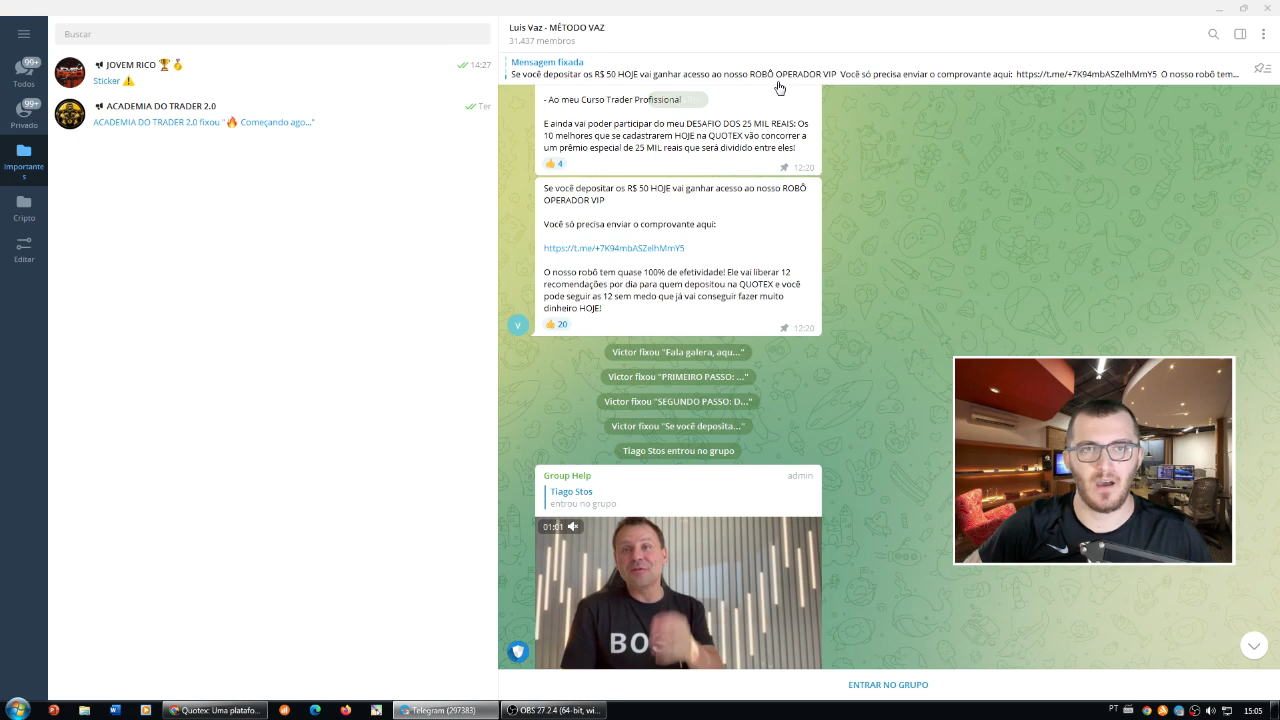 Buscar
JOVEM RICO 🏆 🥇
14:27
Sticker ⚠️
ACADEMIA DO TRADER 2.0
Ter
ACADEMIA DO TRADER 2.0 fixou "🔥 Começando ago..."
99+
Todos
99+
Privado
Importante
s
Cripto
Editar
Luis Vaz - MÉTODO VAZ
31.437 membros
Mensagem fixada
Se você depositar os R$ 50 HOJE vai ganhar acesso ao nosso ROBÔ OPERADOR VIP Você só precisa enviar o comprovante aqui: https://t.me/+7K94mbASZelhMmY5 O nosso robô tem...
- Ao meu Curso Trader Profissional
E ainda vai poder participar do meu DESAFIO DOS 25 MIL REAIS: Os
10 melhores que se cadastrarem HOJE na QUOTEX vão concorrer a
um prêmio especial de 25 MIL reais que será dividido entre eles!
👍 4
12:20
Se você depositar os R$ 50 HOJE vai ganhar acesso ao nosso ROBÔ
OPERADOR VIP
Você só precisa enviar o comprovante aqui:
https://t.me/+7K94mbASZelhMmY5
O nosso robô tem quase 100% de efetividade! Ele vai liberar 12
recomendações por dia para quem depositou na QUOTEX e você
pode seguir as 12 sem medo que já vai conseguir fazer muito
dinheiro HOJE!
👍 20
12:20
V
Victor fixou "Fala galera, aqu..."
Victor fixou "PRIMEIRO PASSO: ..."
Victor fixou "SEGUNDO PASSO: D..."
Victor fixou "Se você deposita..."
Tiago Stos entrou no grupo
Group Help
admin
Tiago Stos
entrou no grupo
01:01
ENTRAR NO GRUPO
Quotex: Uma platafo...
Telegram (297383)
OBS 27.2.4 (64-bit, wi...
PT
15:05